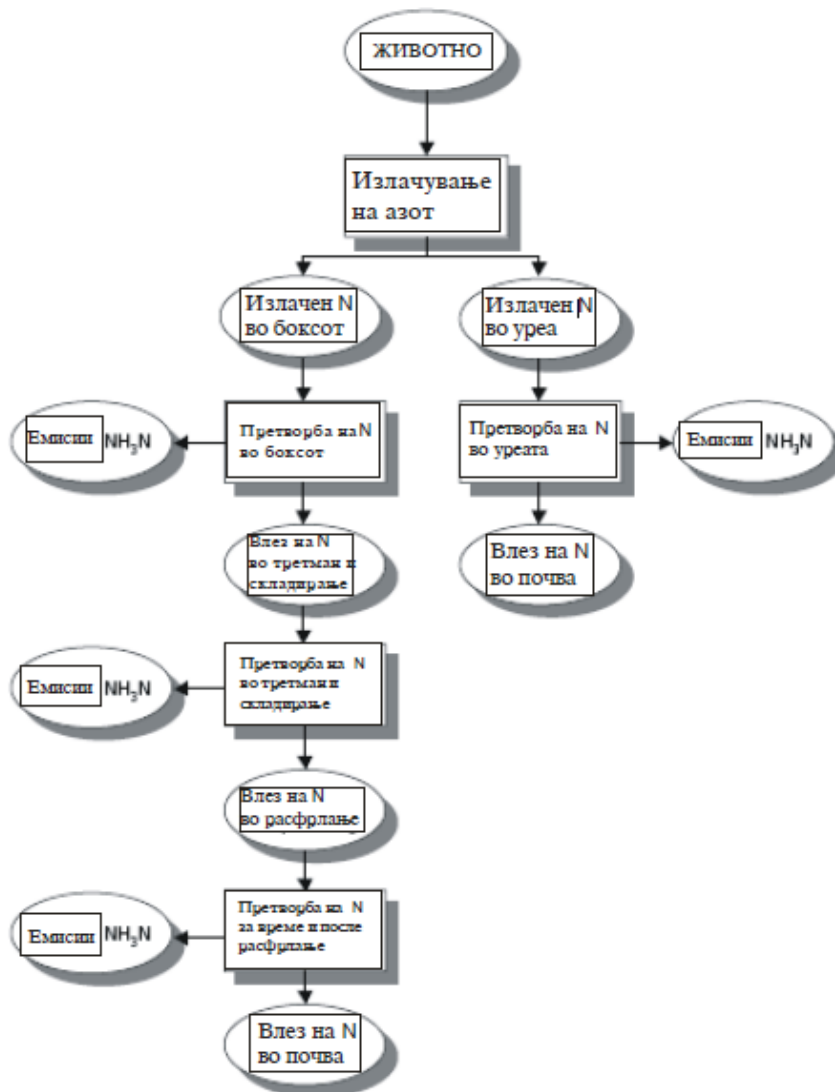 ЖИВОТНО
Излачување
на азот
Излачен N
во боксот
Излачен N
во уреа
Емисии NH₃N
Претворба на N
во боксот
Претворба на N
во уреата
Емисии NH₃N
Влез на N
во третман и
складирање
Влез на N
во почва
Емисии NH₃N
Претворба на N
во третман и
складирање
Влез на N
во расфрлање
Емисии NH₃N
Претворба на N
за време и после
расфрлање
Влез на N
во почва